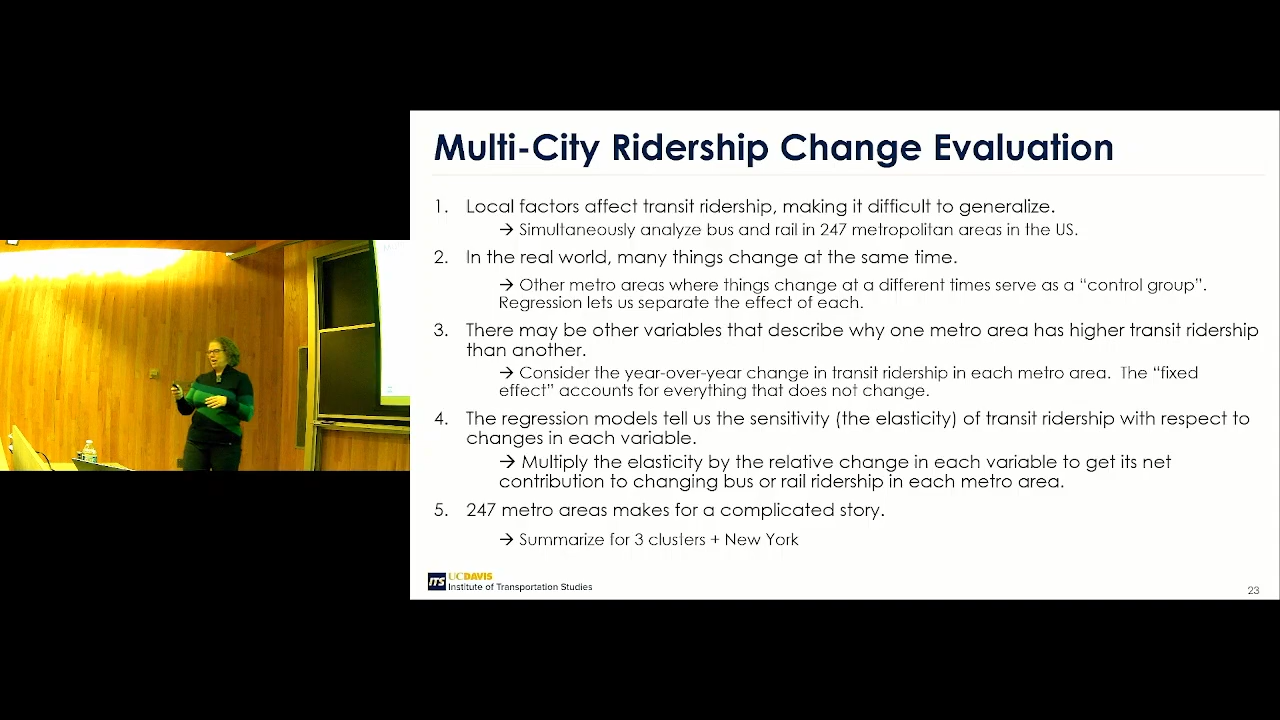 Multi-City Ridership Change Evaluation
1. Local factors affect transit ridership, making it difficult to generalize.
→ Simultaneously analyze bus and rail in 247 metropolitan areas in the US.
2. In the real world, many things change at the same time.
→ Other metro areas where things change at a different times serve as a “control group”.
Regression lets us separate the effect of each.
3. There may be other variables that describe why one metro area has higher transit ridership
than another.
→ Consider the year-over-year change in transit ridership in each metro area. The “fixed
effect” accounts for everything that does not change.
4. The regression models tell us the sensitivity (the elasticity) of transit ridership with respect to
changes in each variable.
→ Multiply the elasticity by the relative change in each variable to get its net
contribution to changing bus or rail ridership in each metro area.
5. 247 metro areas makes for a complicated story.
→ Summarize for 3 clusters + New York
ITS UCDAVIS
Institute of Transportation Studies
23